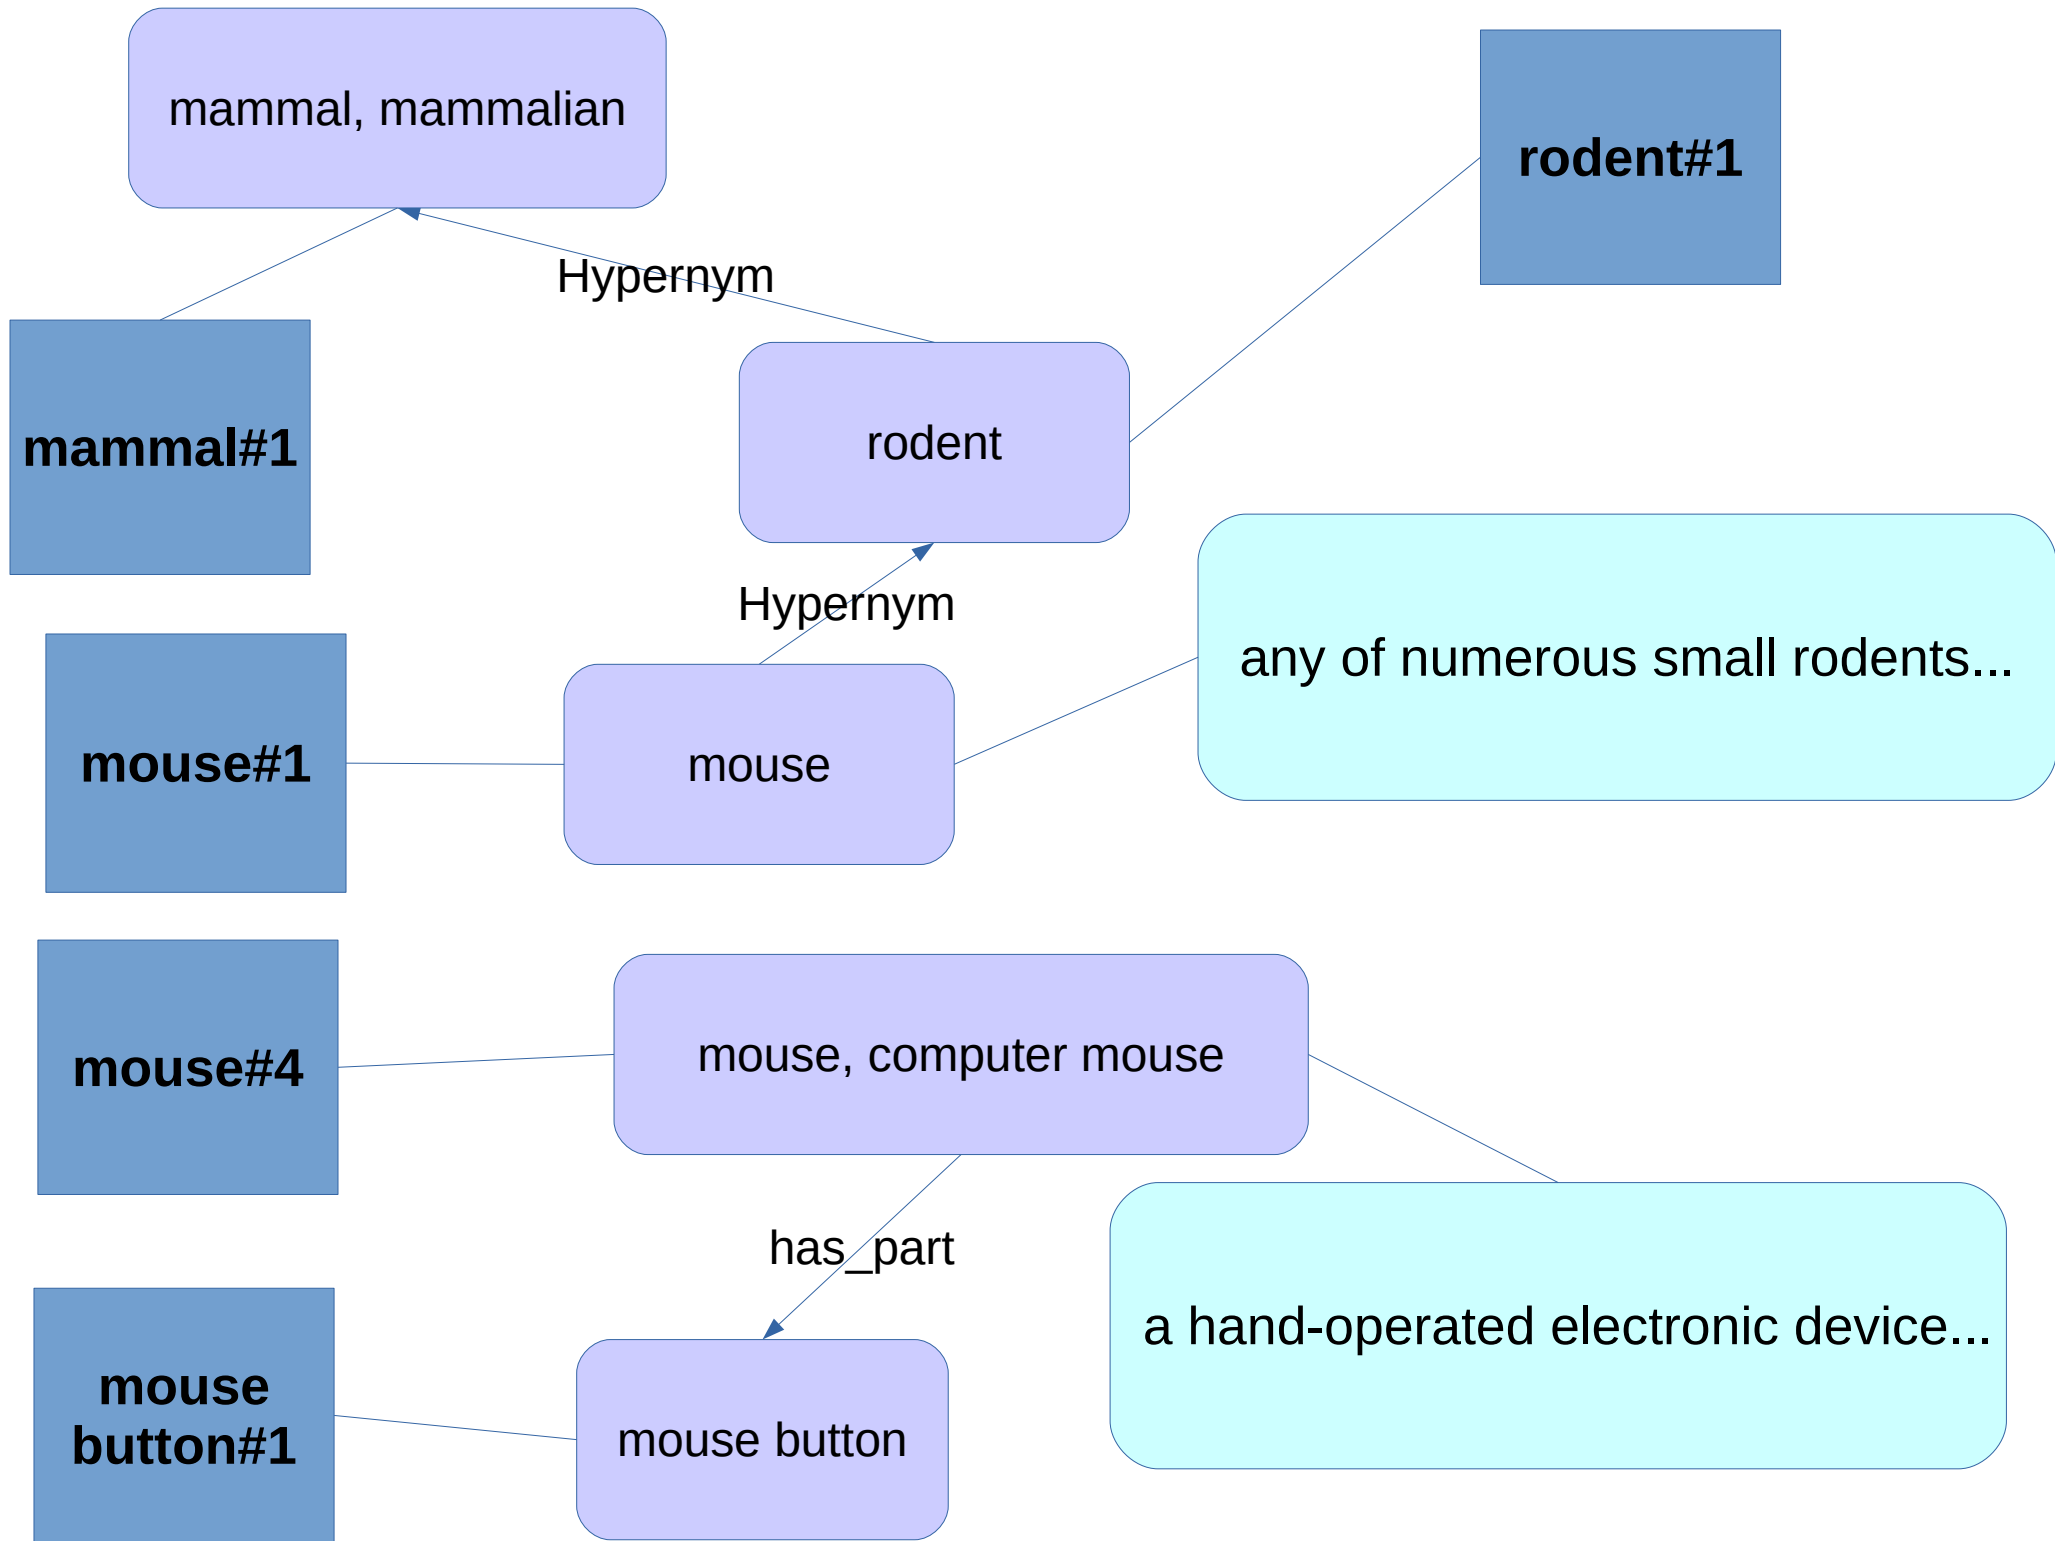 mammal, mammalian
rodent#1
Hypernym
mammal#1
rodent
Hypernym
any of numerous small rodents...
mouse#1
mouse
mouse#4
mouse, computer mouse
has_part
a hand-operated electronic device...
mouse
button#1
mouse button